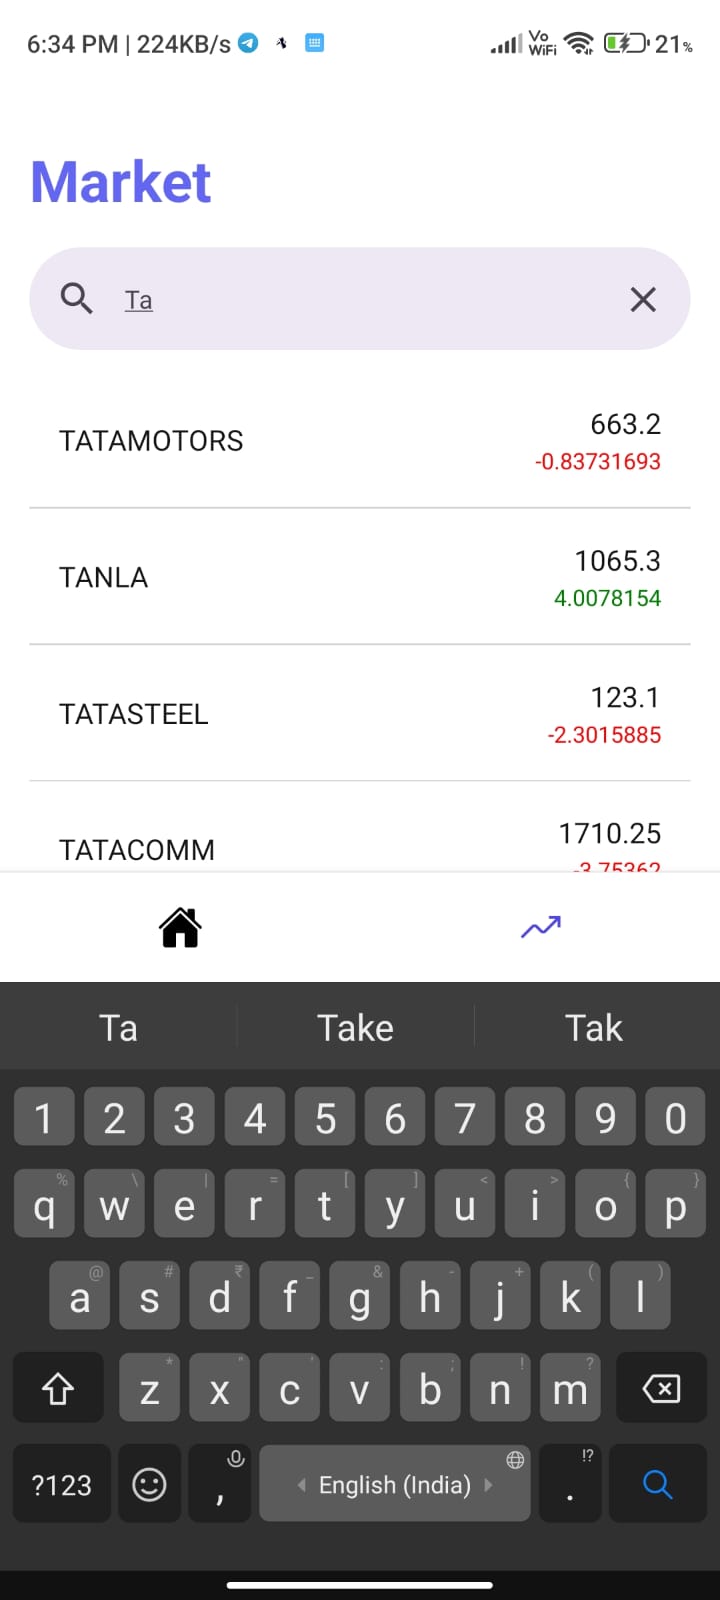 6:34 PM | 224KB/s Vo WiFi 21%
Market
Ta
TATAMOTORS 663.2
-0.83731693
TANLA 1065.3
4.0078154
TATASTEEL 123.1
-2.3015885
TATACOMM 1710.25
-3.75362
Ta Take Tak
1 2 3 4 5 6 7 8 9 0
% \ | = [ ] < > { }
q w e r t y u i o p
@ # ₹ _ & - + ( )
a s d f g h j k l
* " ' : ; ! ?
z x c v b n m
?123 , English (India) . !?